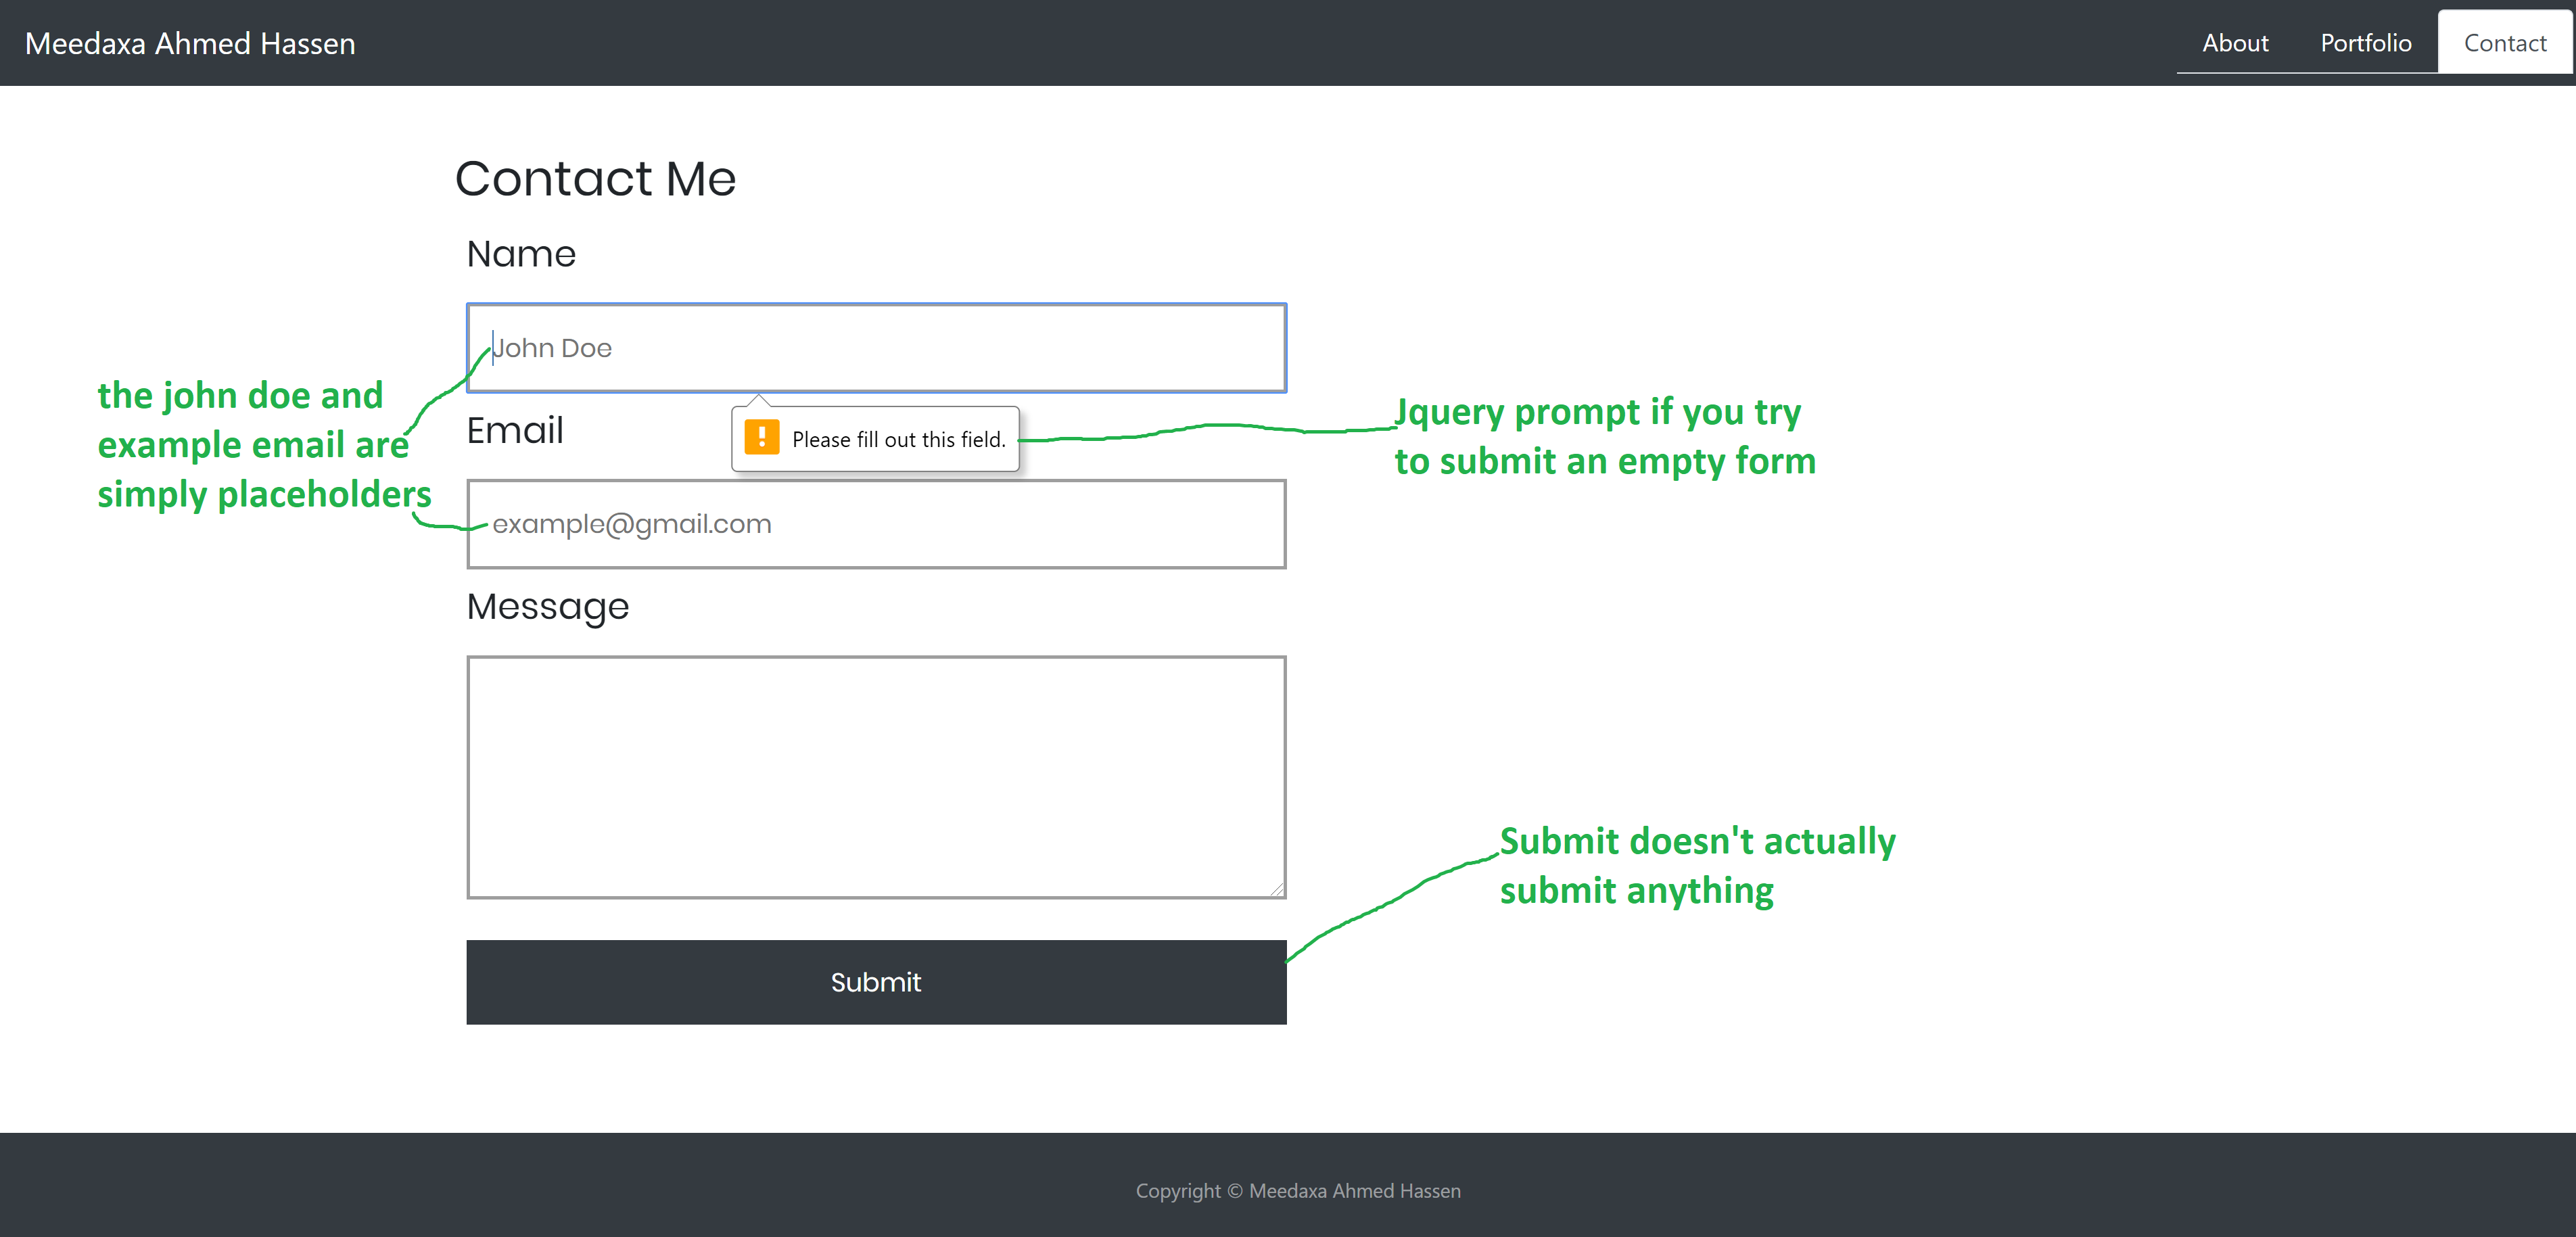 Meedaxa Ahmed Hassen
About Portfolio Contact
Contact Me
Name
John Doe
the john doe and
example email are
simply placeholders
Email
Please fill out this field.
Jquery prompt if you try
to submit an empty form
example@gmail.com
Message
Submit doesn't actually
submit anything
Submit
Copyright © Meedaxa Ahmed Hassen